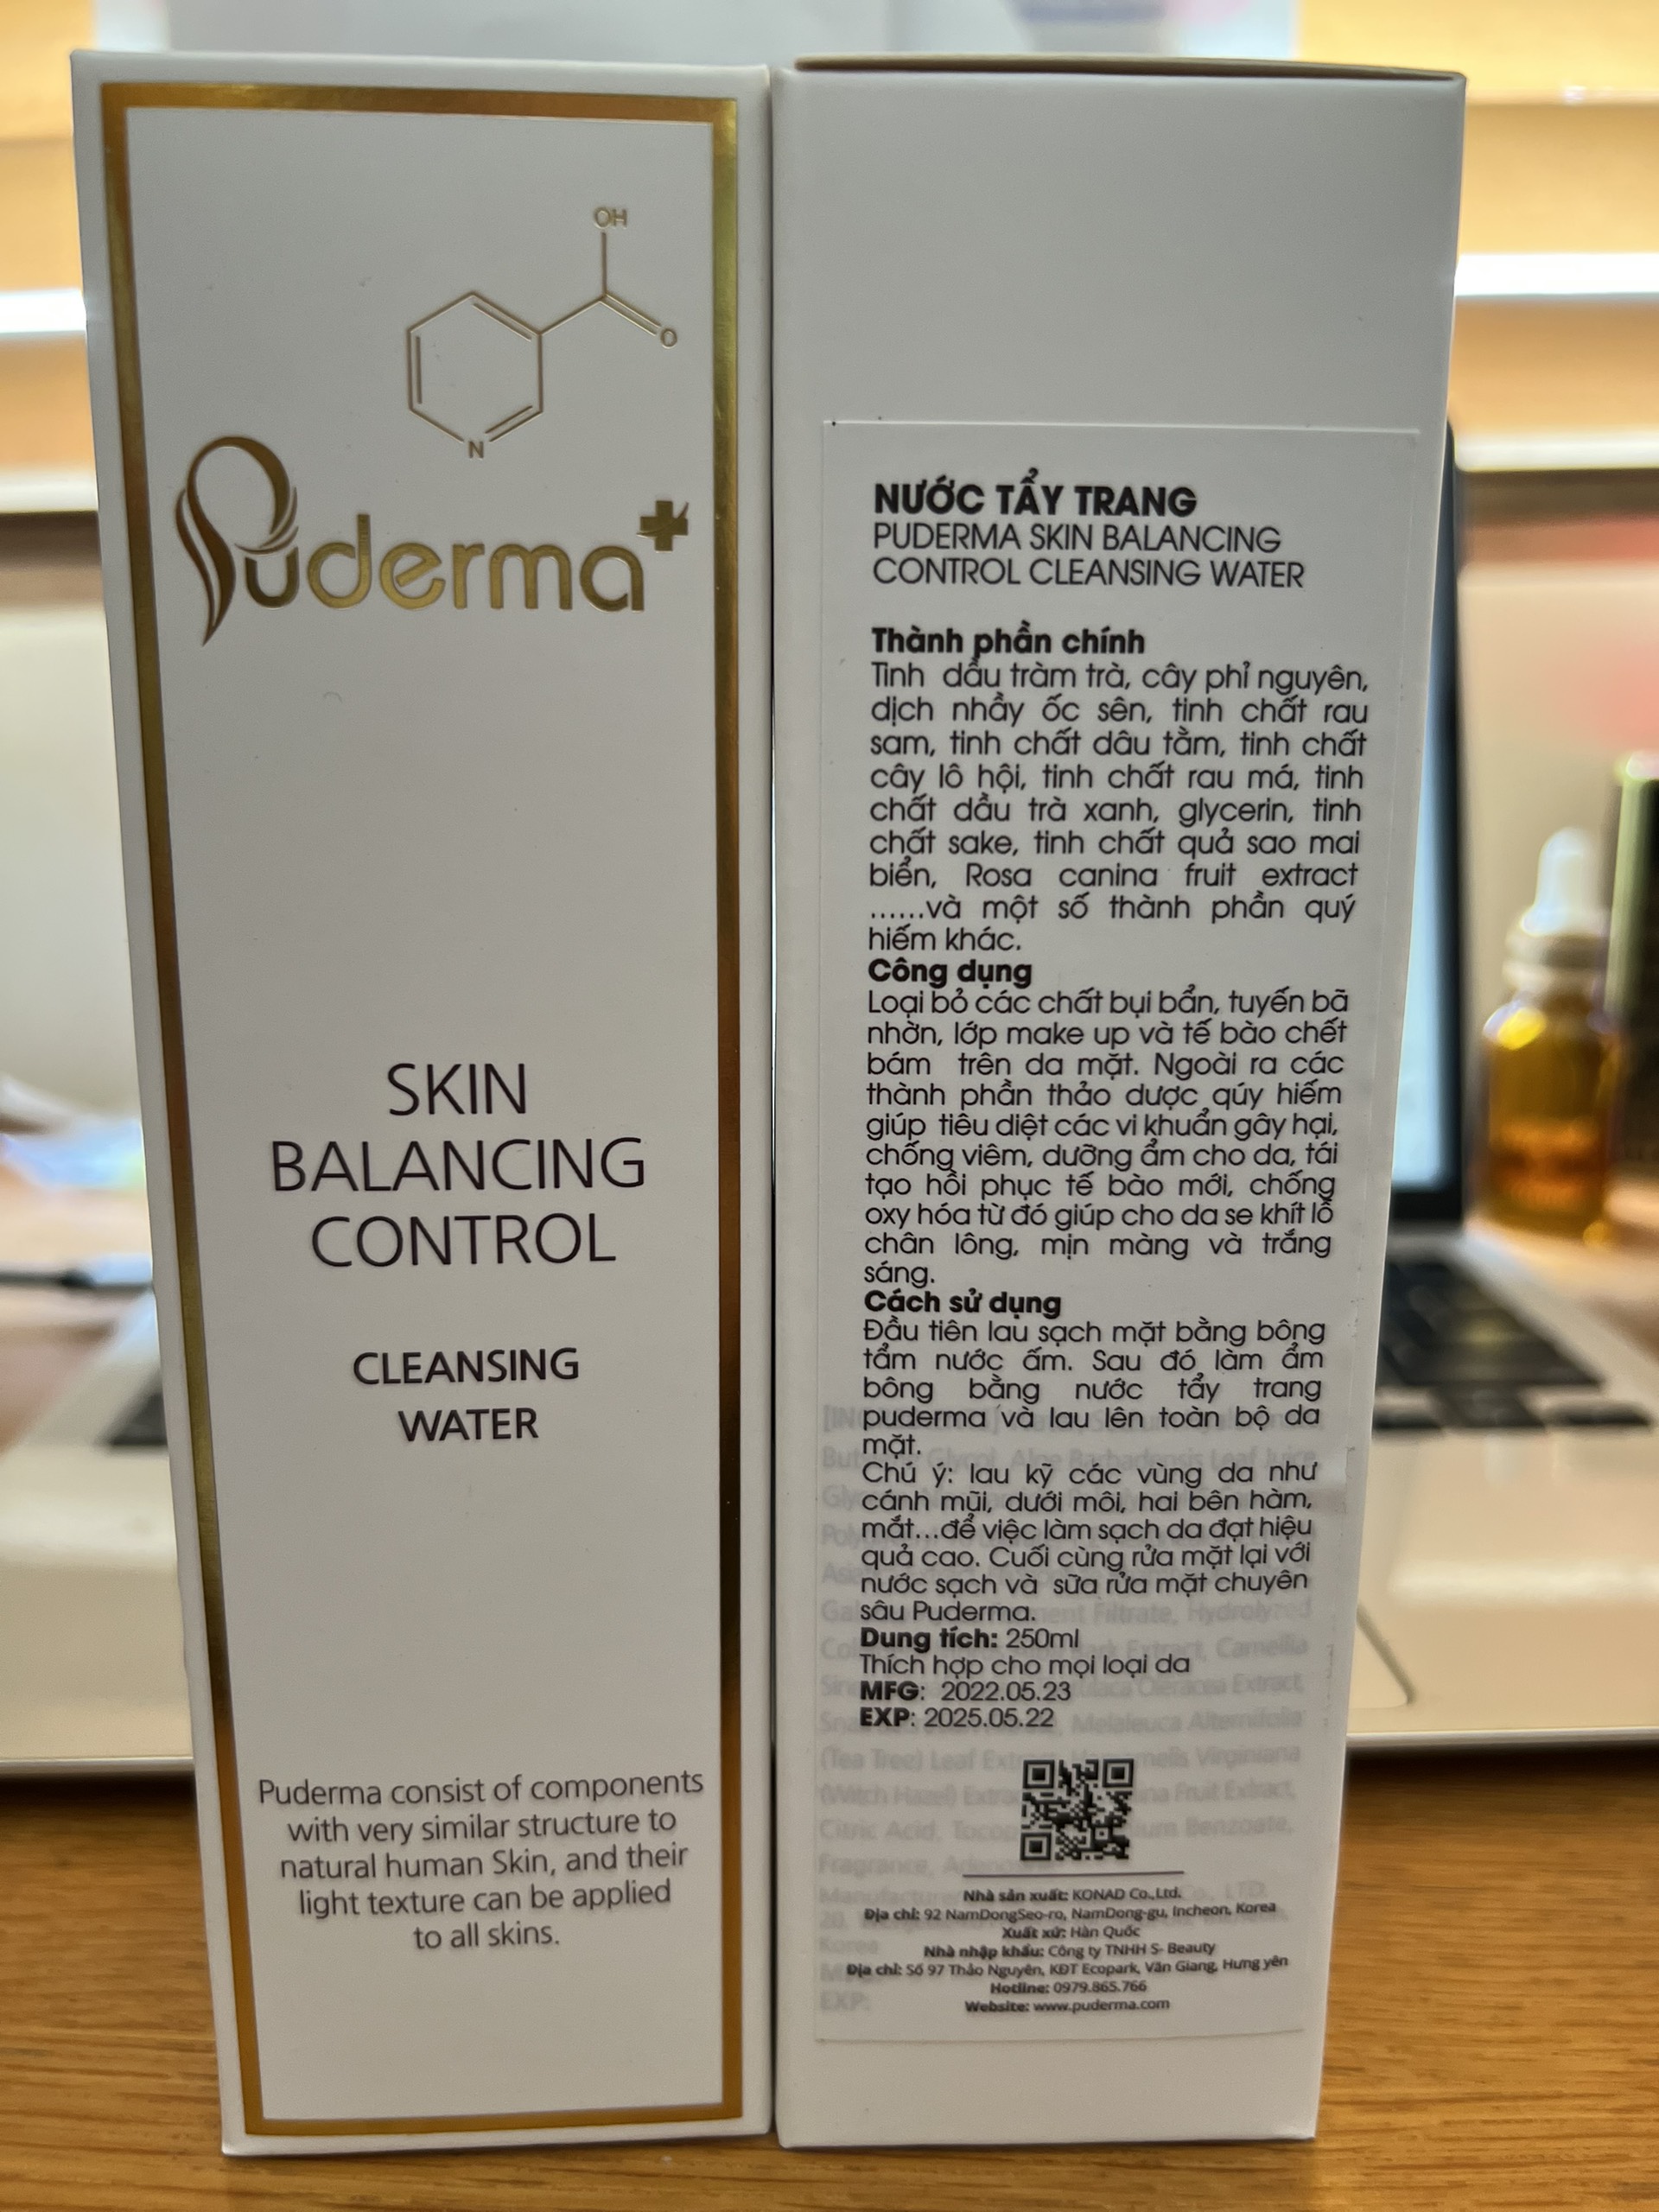 OH
O
N
Puderma+
SKIN
BALANCING
CONTROL
CLEANSING
WATER
Puderma consist of components
with very similar structure to
natural human Skin, and their
light texture can be applied
to all skins.
NƯỚC TẨY TRANG
PUDERMA SKIN BALANCING
CONTROL CLEANSING WATER
Thành phần chính
Tinh dầu tràm trà, cây phỉ nguyên,
dịch nhầy ốc sên, tinh chất rau
sam, tinh chất dâu tằm, tinh chất
cây lô hội, tinh chất rau má, tinh
chất dầu trà xanh, glycerin, tinh
chất sake, tinh chất quả sao mai
biển, Rosa canina fruit extract
......và một số thành phần quý
hiếm khác.
Công dụng
Loại bỏ các chất bụi bẩn, tuyến bã
nhờn, lớp make up và tế bào chết
bám trên da mặt. Ngoài ra các
thành phần thảo dược qúy hiếm
giúp tiêu diệt các vi khuẩn gây hại,
chống viêm, dưỡng ẩm cho da, tái
tạo hồi phục tế bào mới, chống
oxy hóa từ đó giúp cho da se khít lỗ
chân lông, mịn màng và trắng
sáng.
Cách sử dụng
Đầu tiên lau sạch mặt bằng bông
tẩm nước ấm. Sau đó làm ẩm
bông bằng nước tẩy trang
puderma và lau lên toàn bộ da
mặt.
Chú ý: lau kỹ các vùng da như
cánh mũi, dưới môi, hai bên hàm,
mắt...để việc làm sạch da đạt hiệu
quả cao. Cuối cùng rửa mặt lại với
nước sạch và sữa rửa mặt chuyên
sâu Puderma.
Dung tích: 250ml
Thích hợp cho mọi loại da
MFG: 2022.05.23
EXP: 2025.05.22
Nhà sản xuất: KONAD Co.,Ltd.
Địa chỉ: 92 NamDongSeo-ro, NamDong-gu, Incheon, Korea
Xuất xứ: Hàn Quốc
Nhà nhập khẩu: Công ty TNHH S- Beauty
Địa chỉ: Số 97 Thảo Nguyên, KĐT Ecopark, Văn Giang, Hưng yên
Hotline: 0979.865.766
Website: www.puderma.com